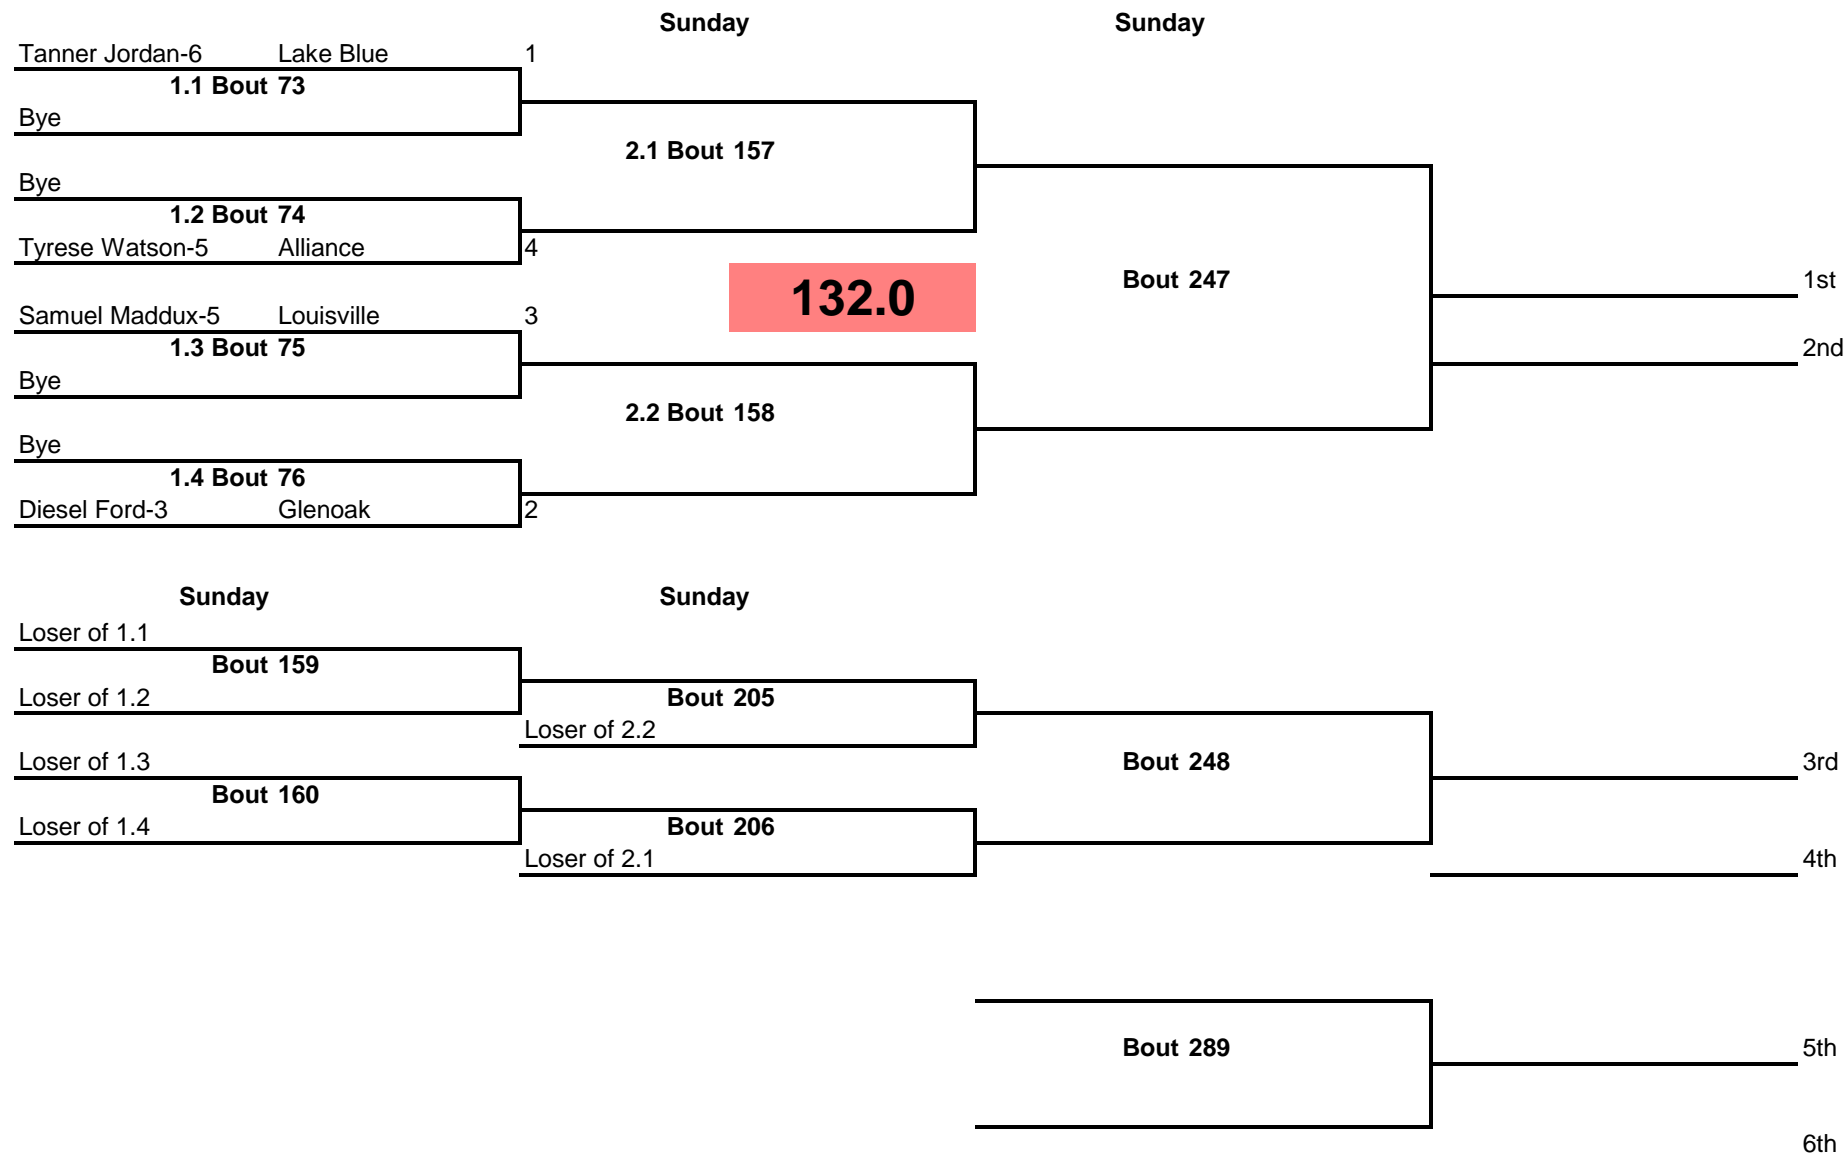 Sunday Sunday
Tanner Jordan-6 Lake Blue 1
1.1 Bout 73
Bye
2.1 Bout 157
Bye
1.2 Bout 74
Tyrese Watson-5 Alliance 4
132.0 Bout 247 1st
Samuel Maddux-5 Louisville 3
1.3 Bout 75 2nd
Bye
2.2 Bout 158
Bye
1.4 Bout 76
Diesel Ford-3 Glenoak 2
Sunday Sunday
Loser of 1.1
Bout 159
Loser of 1.2 Bout 205
Loser of 2.2
Loser of 1.3 Bout 248 3rd
Bout 160
Loser of 1.4 Bout 206
Loser of 2.1 4th
Bout 289 5th
6th